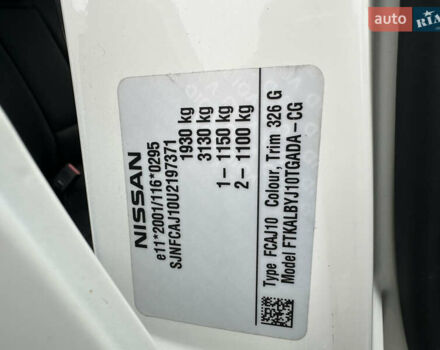 auto.RIA
NISSAN
e11*2001/116*0295
SJNFCAJ10U2197371
1930 kg
3130 kg
1- 1150 kg
2- 1100 kg
Type FCAJ10 Colour, Trim 326 G
Model FTKALBYJ10TGADA-CG